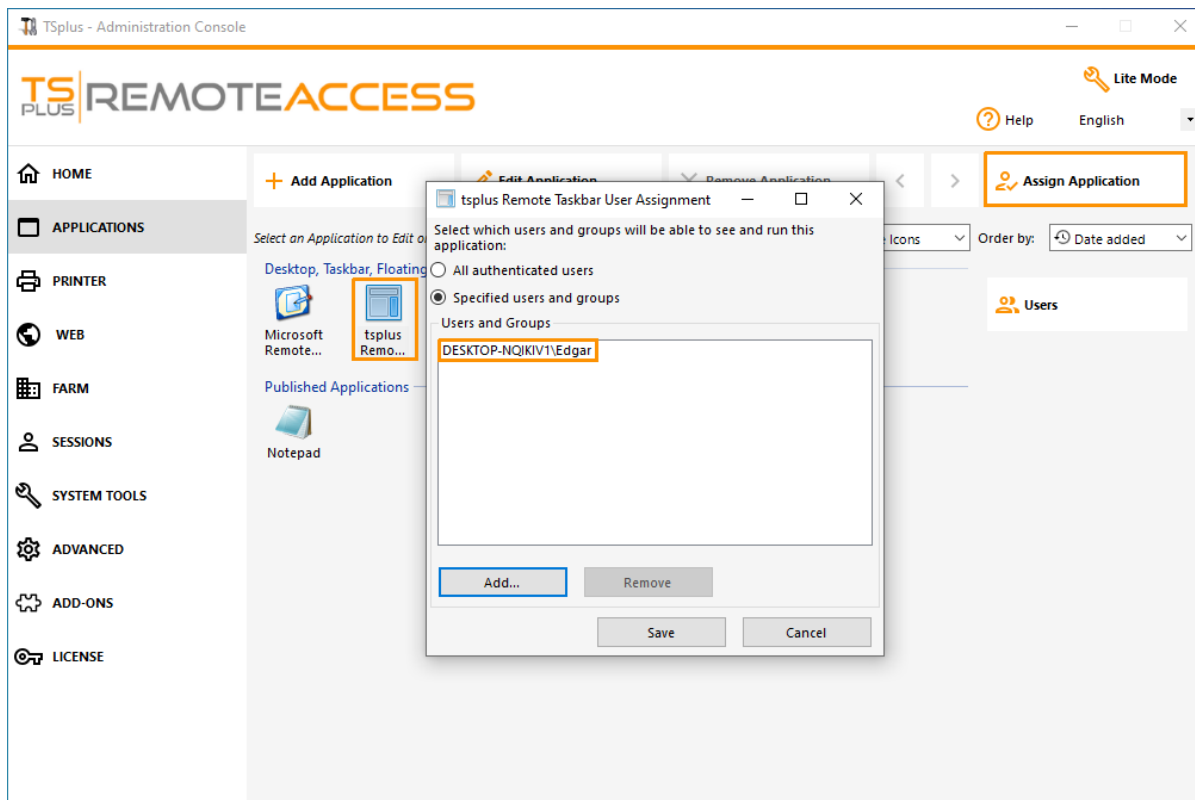 TSplus - Administration Console
TS PLUS REMOTEACCESS
Lite Mode
Help
English
HOME
APPLICATIONS
PRINTER
WEB
FARM
SESSIONS
SYSTEM TOOLS
ADVANCED
ADD-ONS
LICENSE
Add Application
Edit Application
Remove Application
Assign Application
Select an Application to Edit
Icons
Order by:
Date added
Desktop, Taskbar, Floating
Microsoft
Remote...
tsplus
Remo...
Published Applications
Notepad
Users
tsplus Remote Taskbar User Assignment
Select which users and groups will be able to see and run this
application:
All authenticated users
Specified users and groups
Users and Groups
DESKTOP-NQIKIV1\Edgar
Add...
Remove
Save
Cancel